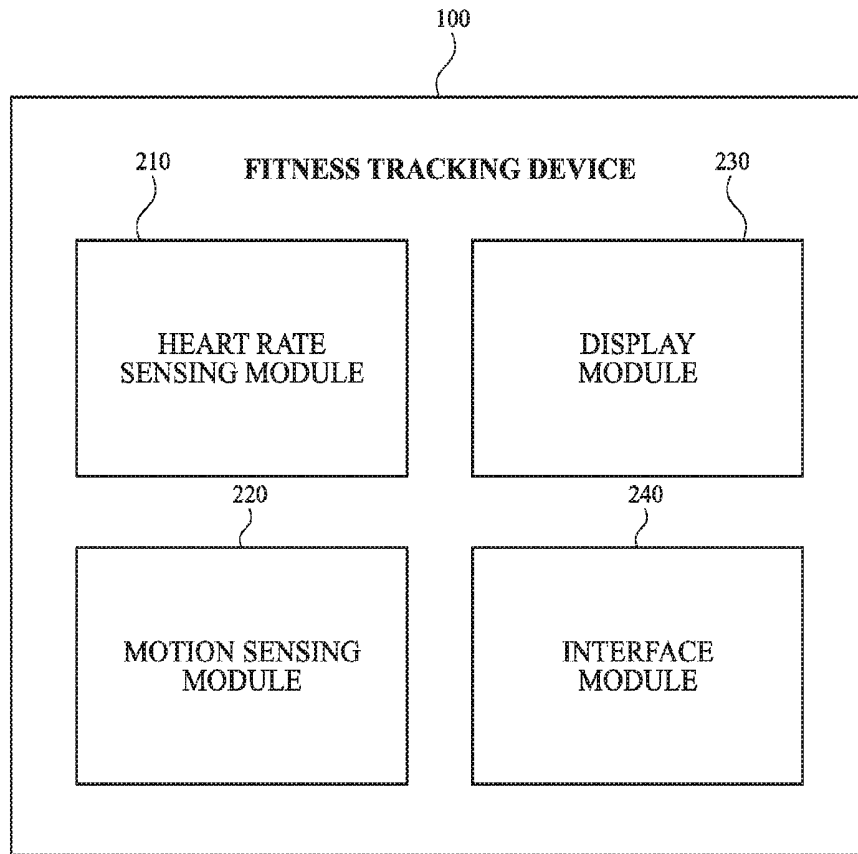 100
FITNESS TRACKING DEVICE
210
230
HEART RATE
SENSING MODULE
DISPLAY
MODULE
220
240
MOTION SENSING
MODULE
INTERFACE
MODULE